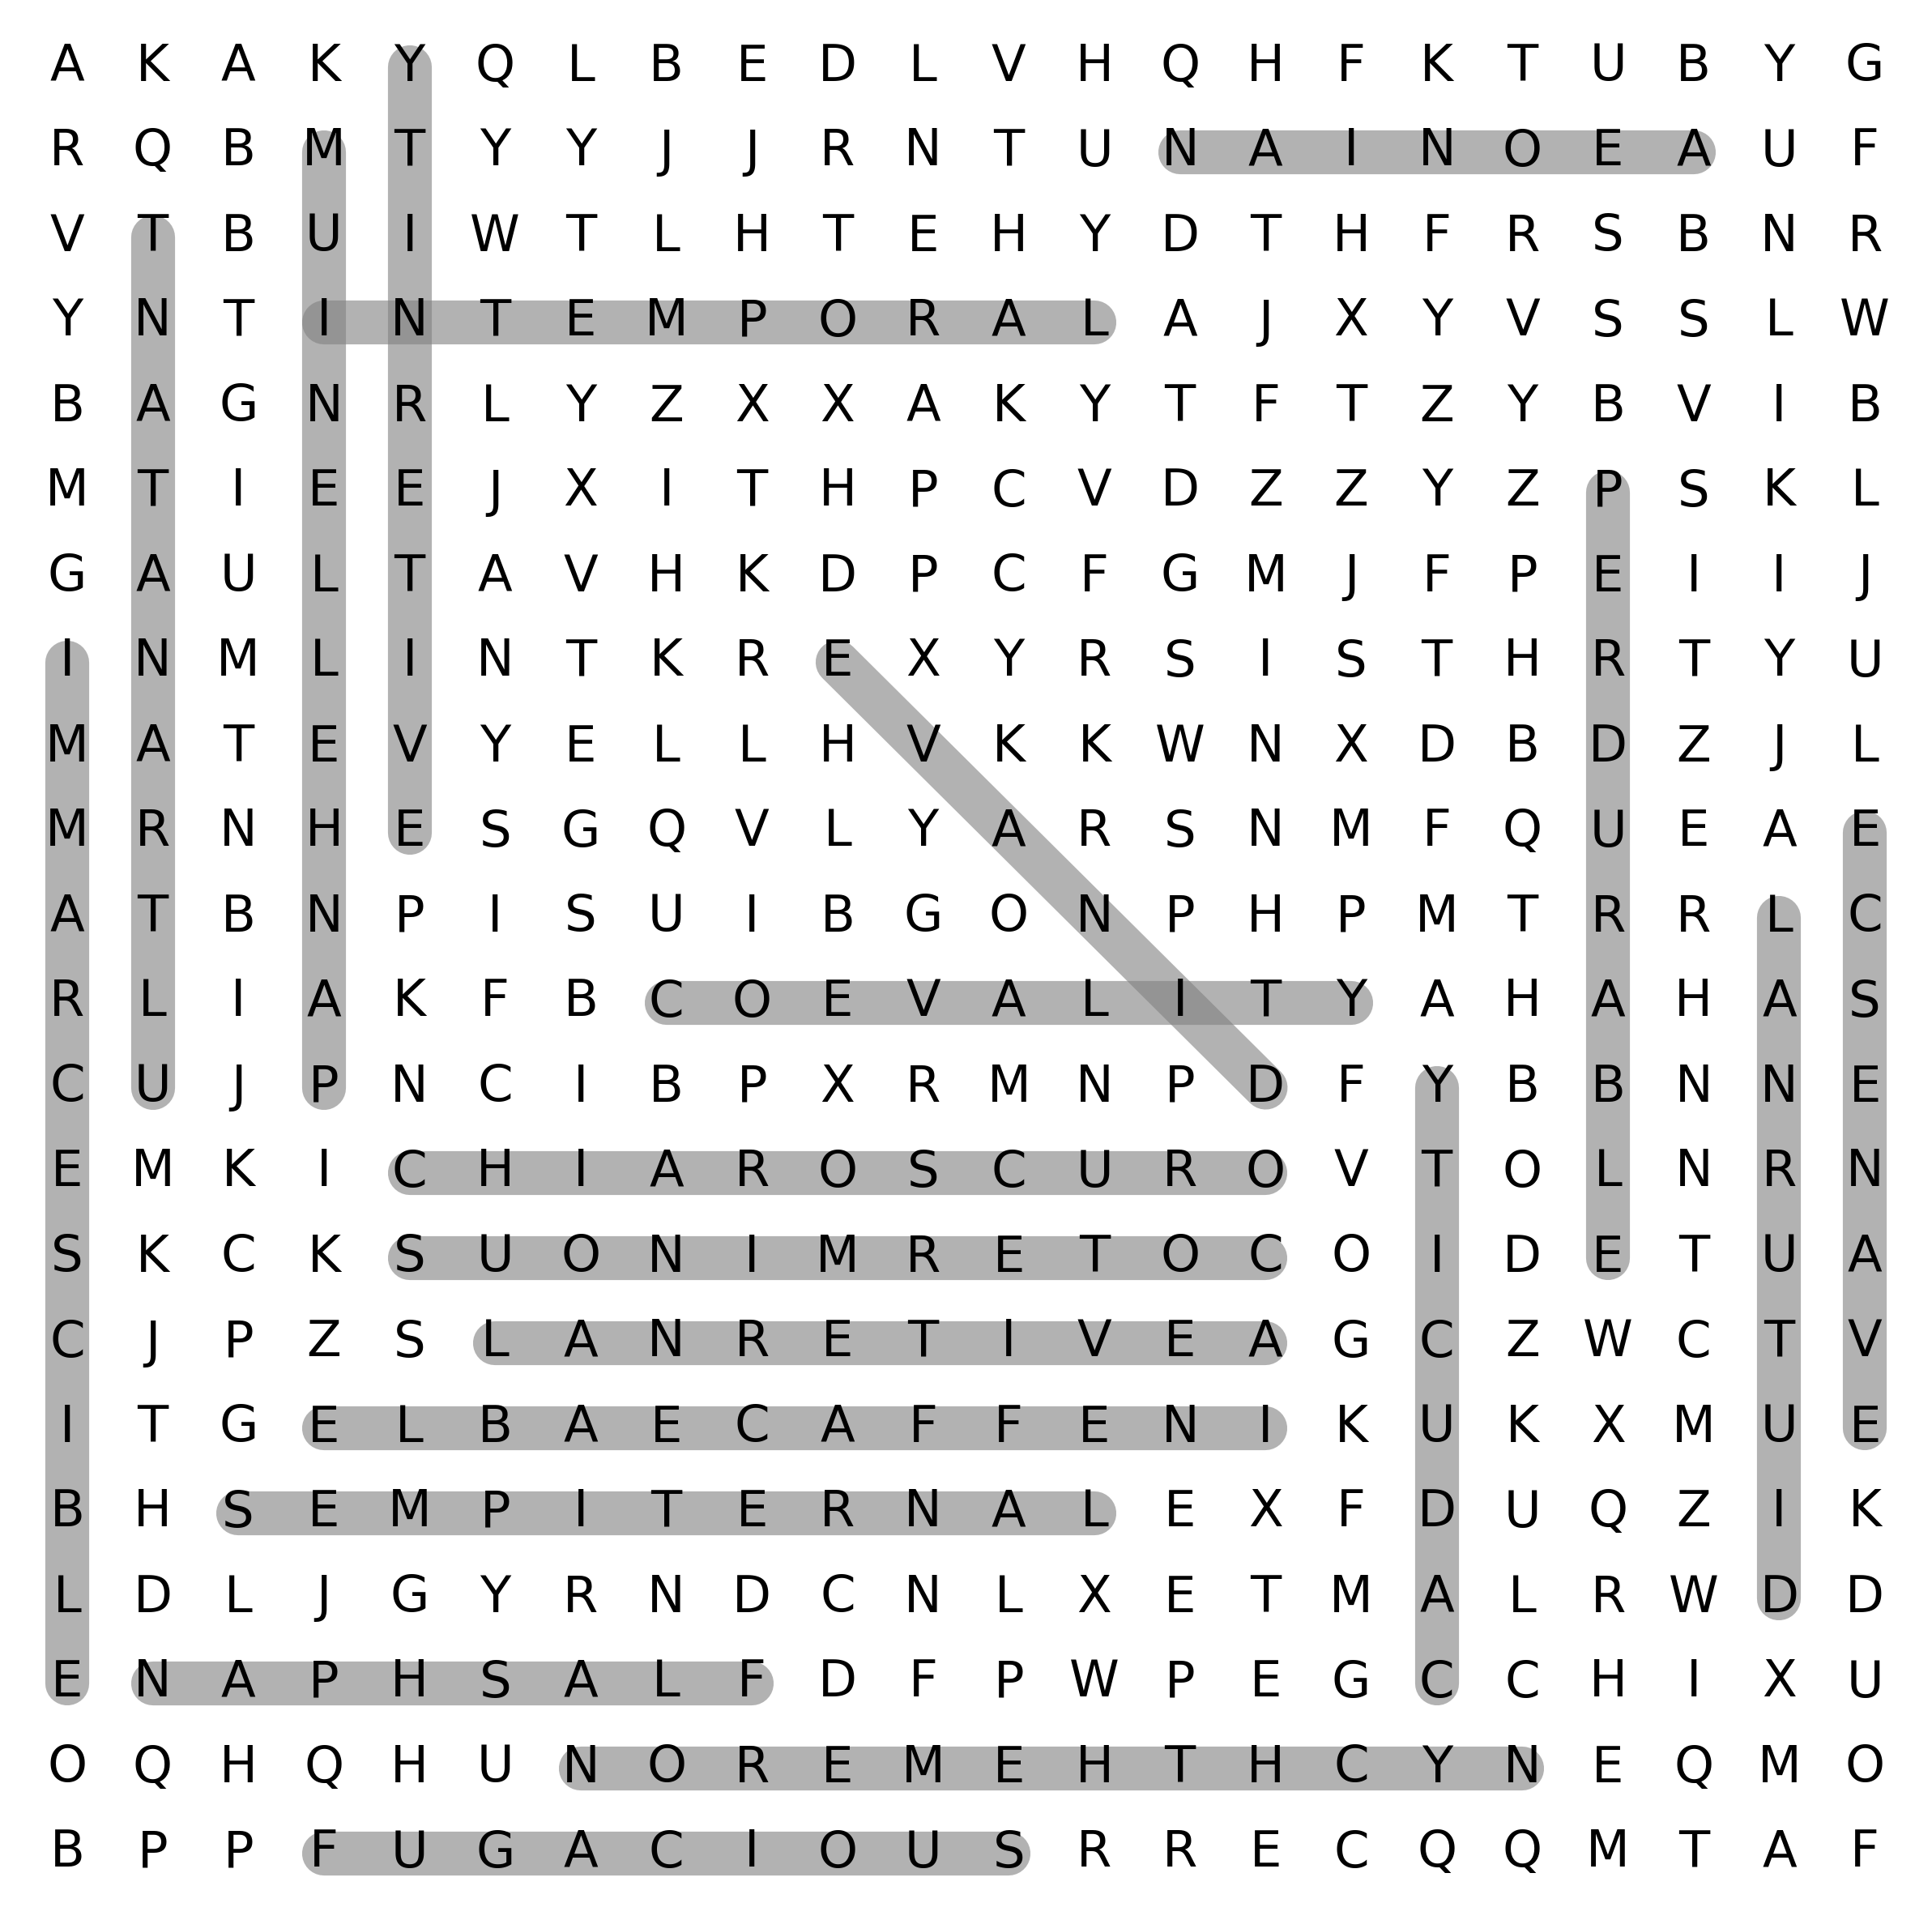 A K A K Y Q L B E D L V H Q H F K T U B Y G
R Q B M T Y Y J J R N T U N A I N O E A U F
V T B U I W T L H T E H Y D T H F R S B N R
Y N T I N T E M P O R A L A J X Y V S S L W
B A G N R L Y Z X X A K Y T F T Z Y B V I B
M T I E E J X I T H P C V D Z Z Y Z P S K L
G A U L T A V H K D P C F G M J F P E I I J
I N M L I N T K R E X Y R S I S T H R T Y U
M A T E V Y E L L H V K K W N X D B D Z J L
M R N H E S G Q V L Y A R S N M F Q U E A E
A T B N P I S U I B G O N P H P M T R R L C
R L I A K F B C O E V A L I T Y A H A H A S
C U J P N C I B P X R M N P D F Y B B N N E
E M K I C H I A R O S C U R O V T O L N R N
S K C K S U O N I M R E T O C O I D E T U A
C J P Z S L A N R E T I V E A G C Z W C T V
I T G E L B A E C A F F E N I K U K X M U E
B H S E M P I T E R N A L E X F D U Q Z I K
L D L J G Y R N D C N L X E T M A L R W D D
E N A P H S A L F D F P W P E G C C H I X U
O Q H Q H U N O R E M E H T H C Y N E Q M O
B P P F U G A C I O U S R R E C Q Q M T A F